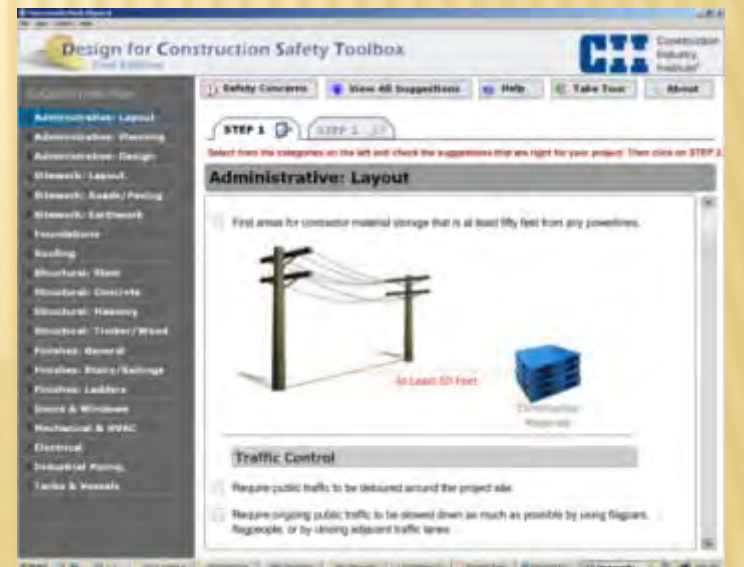 Design for Construction Safety Toolbox
CII
Construction
Industry
Institute
Safety Concerns
View All Suggestions
Help
Take Tour
About
STEP 1
STEP 2
Select from the categories on the left and check the suggestions that are right for your project. Then click on STEP 2
Administrative: Layout
Administrative: Planning
Administrative: Design
Sitework: Layout
Sitework: Roads/Paving
Sitework: Earthwork
Foundations
Roofing
Structural: Steel
Structural: Concrete
Structural: Masonry
Structural: Timber/Wood
Finishes: General
Finishes: Stairs/Railings
Finishes: Ladders
Doors & Windows
Mechanical & HVAC
Electrical
Industrial Piping
Tanks & Vessels
Administrative: Layout
Find areas for contractor material storage that is at least fifty feet from any powerlines.
At Least 50 Feet
Construction
Materials
Traffic Control
Require public traffic to be detoured around the project site.
Require ongoing public traffic to be slowed down as much as possible by using flagmen,
flagpeople, or by closing adjacent traffic lanes